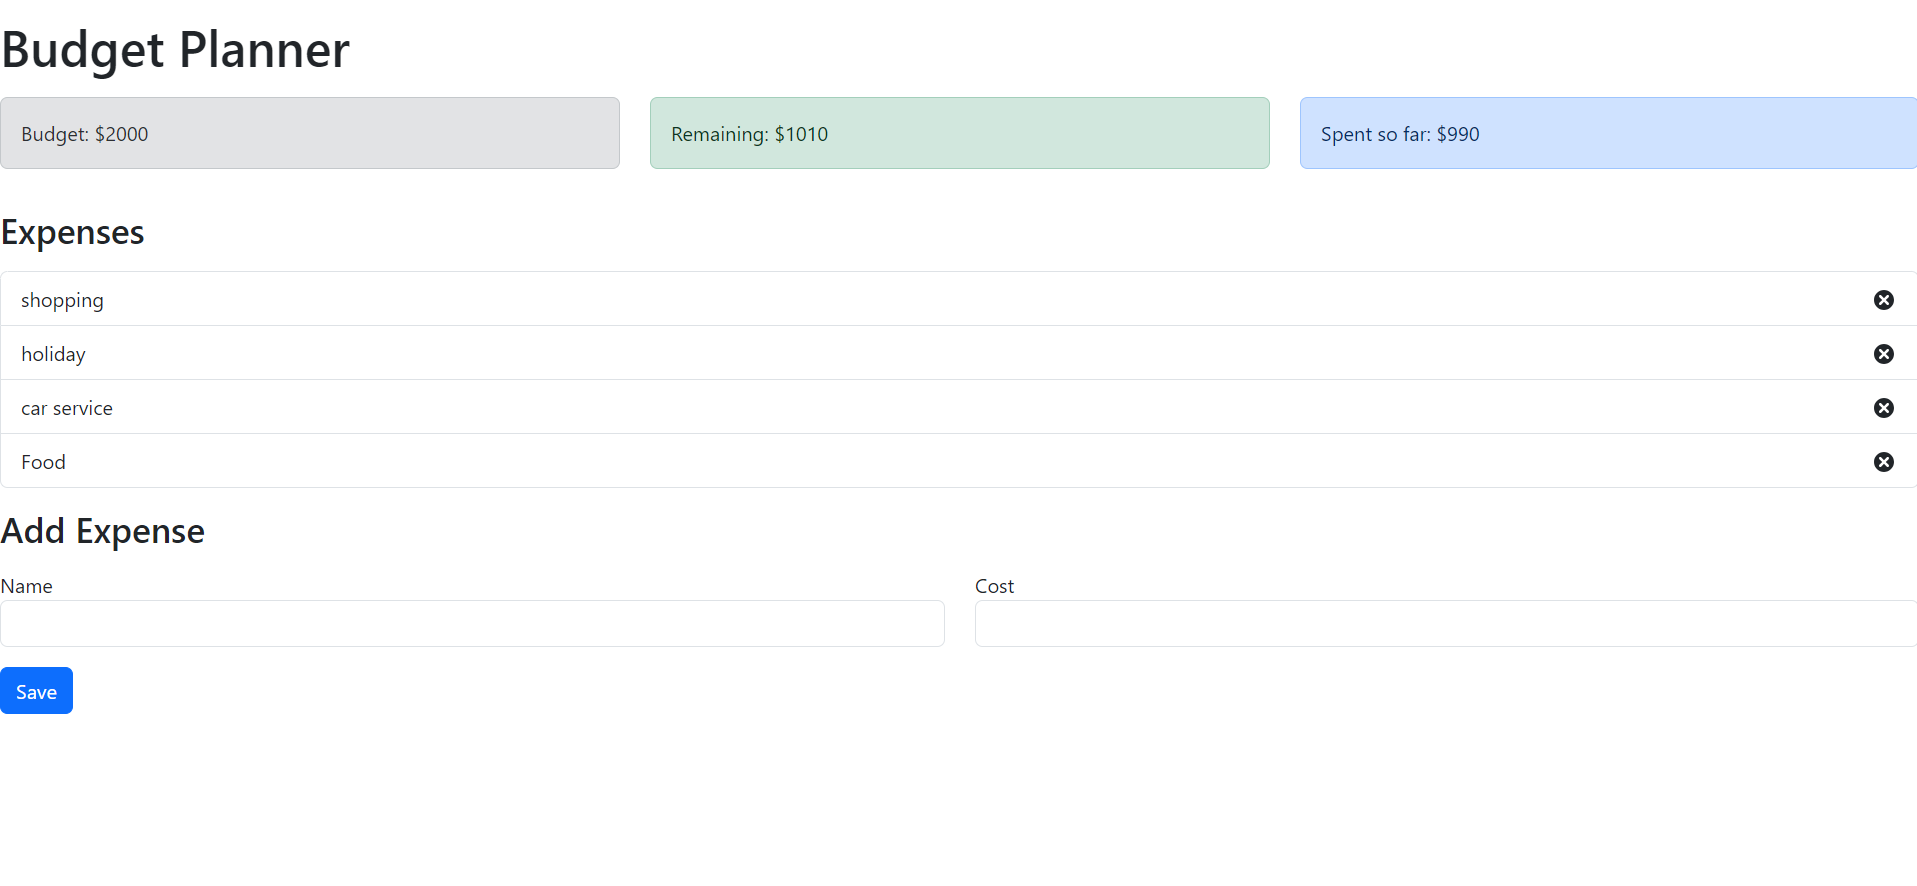 Budget Planner
Budget: $2000
Remaining: $1010
Spent so far: $990
Expenses
shopping
holiday
car service
Food
Add Expense
Name
Cost
Save